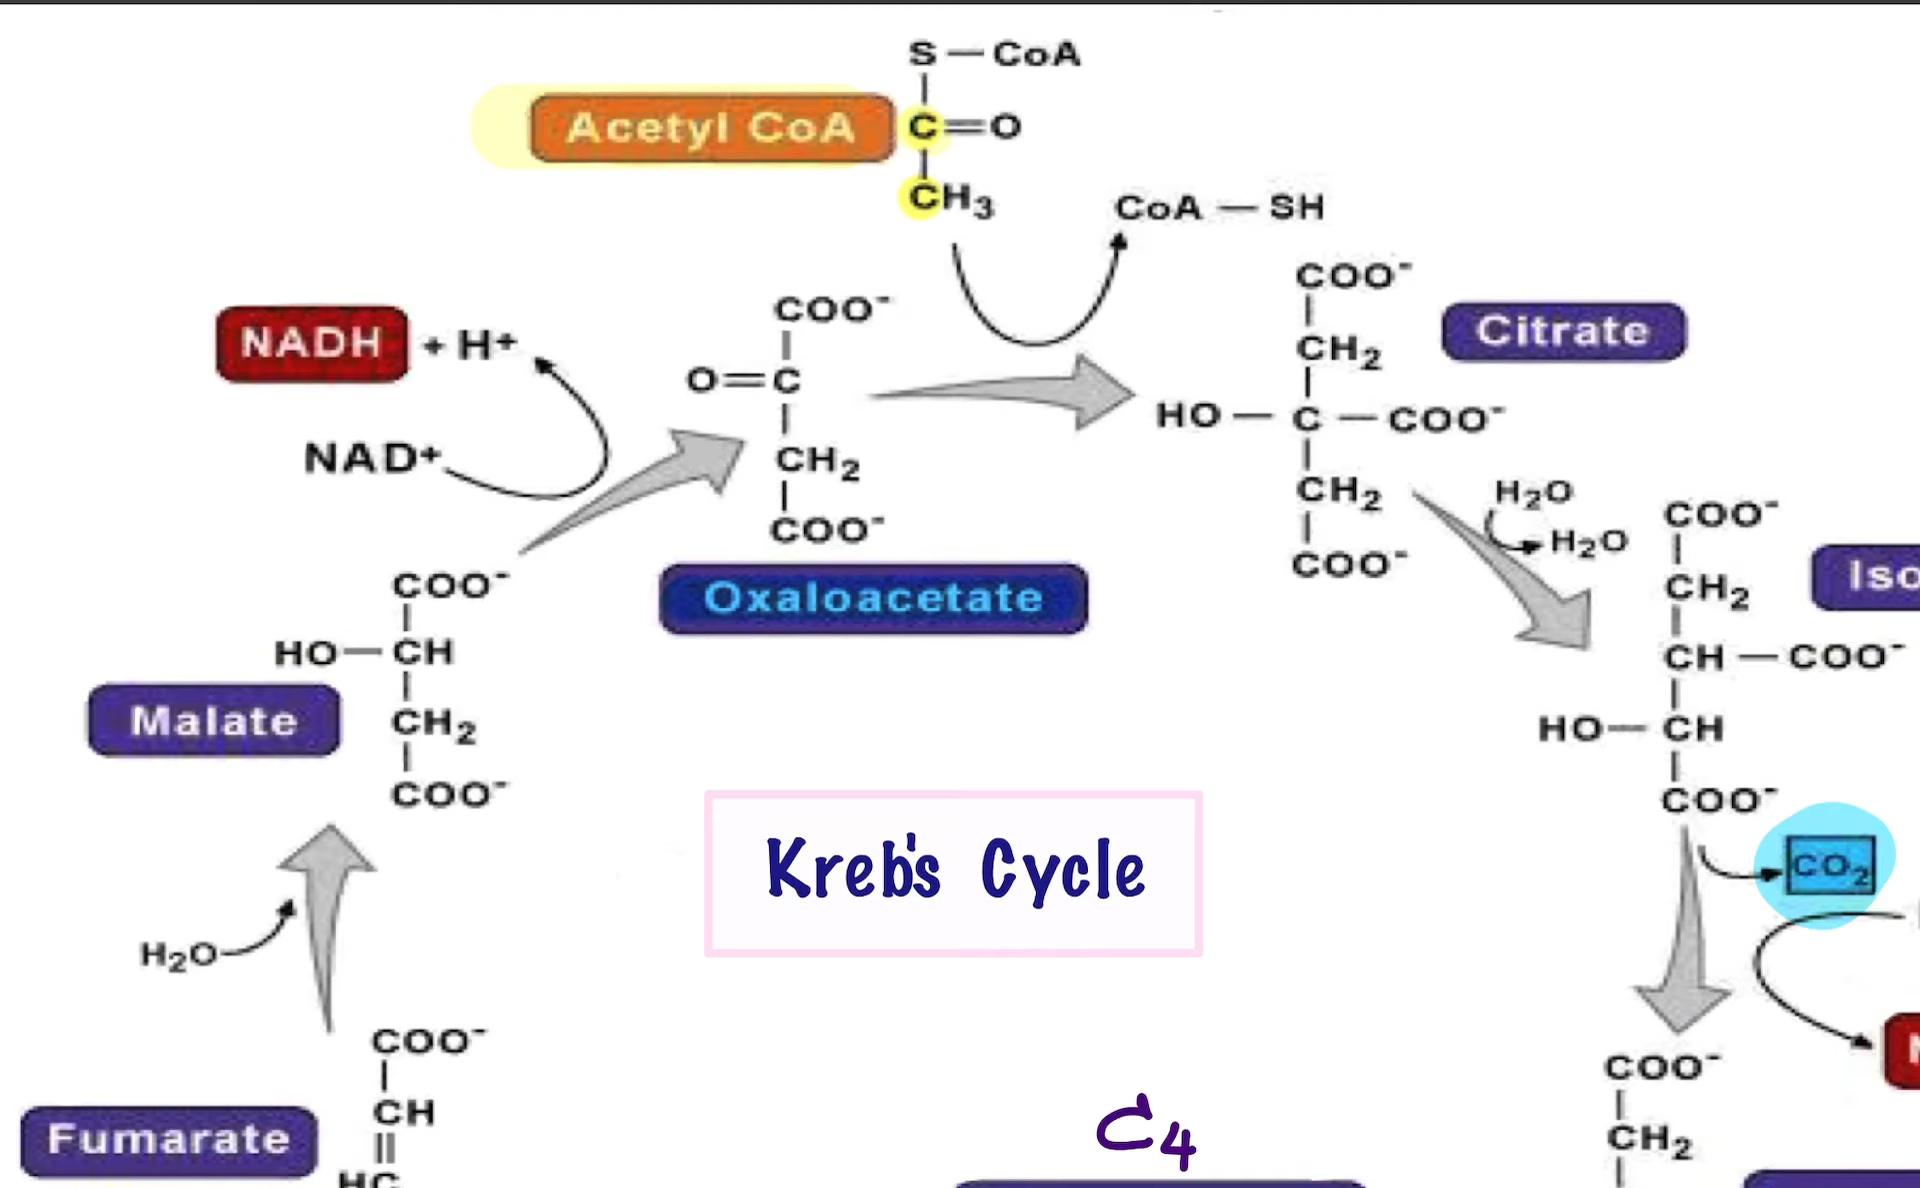 S — CoA
Acetyl CoA
C=O
CH₃
CoA — SH
NADH + H+
NAD+
COO⁻
O=C
CH₂
COO⁻
Oxaloacetate
COO⁻
CH₂
HO — C — COO⁻
CH₂
COO⁻
Citrate
H₂O
H₂O
COO⁻
CH₂
CH — COO⁻
HO — CH
COO⁻
Iso
CO₂
COO⁻
HO — CH
CH₂
COO⁻
Malate
Kreb's Cycle
H₂O
COO⁻
CH
HC
Fumarate
C₄
COO⁻
CH₂